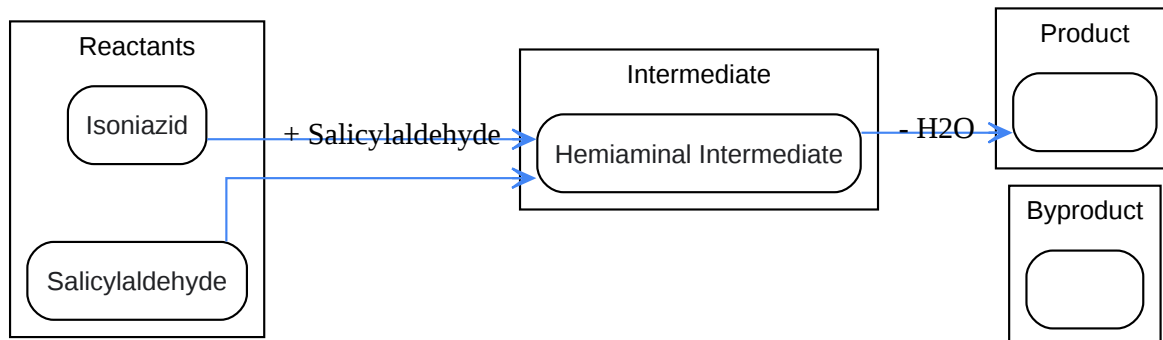 Reactants
Isoniazid
Salicylaldehyde
+ Salicylaldehyde
Intermediate
Hemiaminal Intermediate
- H2O
Product
Byproduct